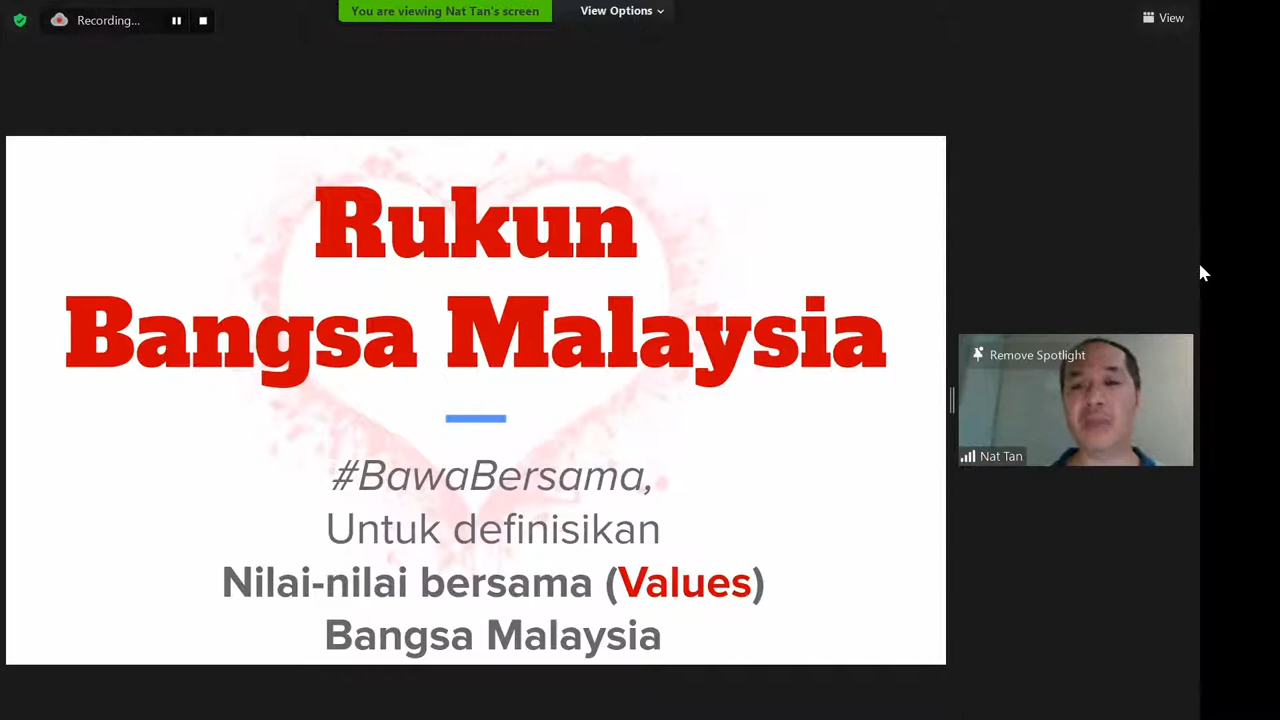 Recording...
You are viewing Nat Tan's screen
View Options
View
Rukun
Bangsa Malaysia
#BawaBersama,
Untuk definisikan
Nilai-nilai bersama (Values)
Bangsa Malaysia
Remove Spotlight
Nat Tan